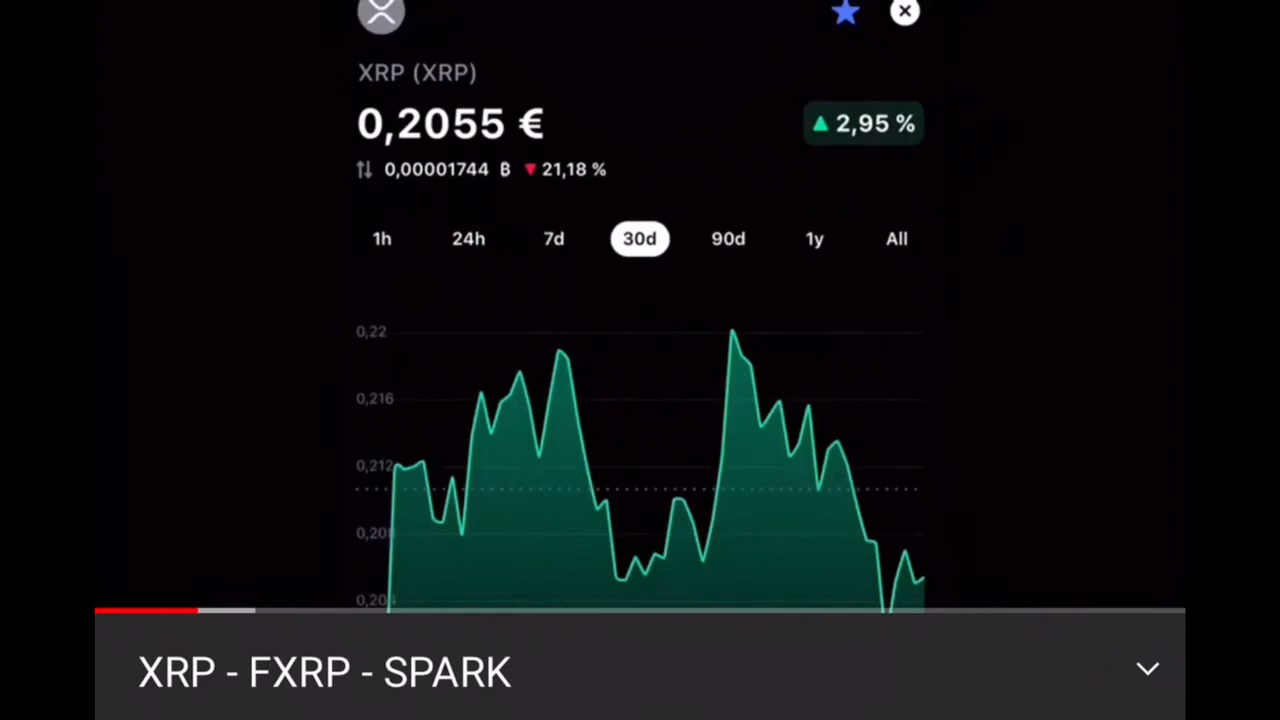 XRP (XRP)
0,2055 €
▲ 2,95 %
0,00001744 ₿ ▼ 21,18 %
1h 24h 7d 30d 90d 1y All
0,22
0,216
0,212
XRP - FXRP - SPARK